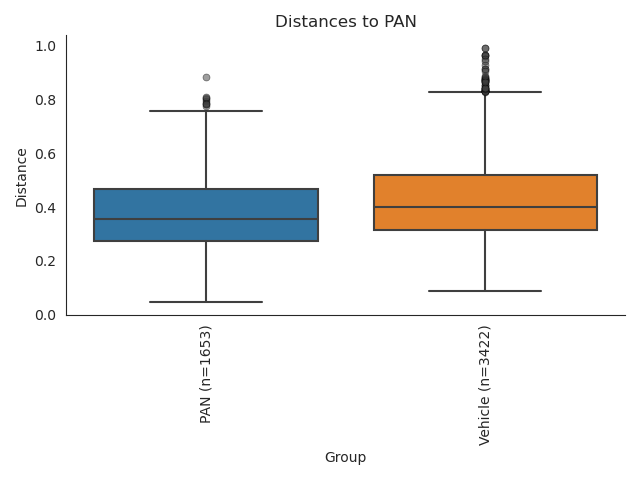 Distances to PAN
1.0
0.8
0.6
0.4
0.2
0.0
Distance
PAN (n=1653)
Vehicle (n=3422)
Group